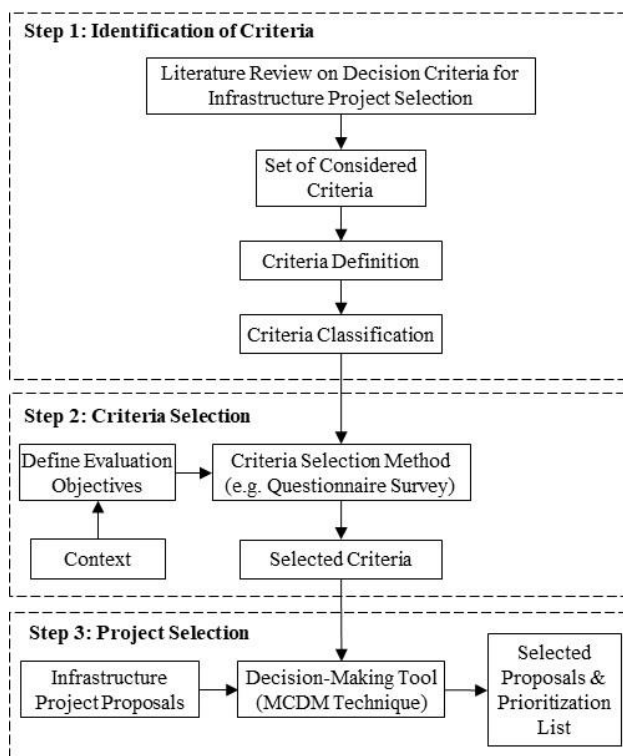 Step 1: Identification of Criteria
Literature Review on Decision Criteria for
Infrastructure Project Selection
Set of Considered
Criteria
Criteria Definition
Criteria Classification
Step 2: Criteria Selection
Define Evaluation
Objectives
Criteria Selection Method
(e.g. Questionnaire Survey)
Context
Selected Criteria
Step 3: Project Selection
Infrastructure
Project Proposals
Decision-Making Tool
(MCDM Technique)
Selected
Proposals &
Prioritization
List